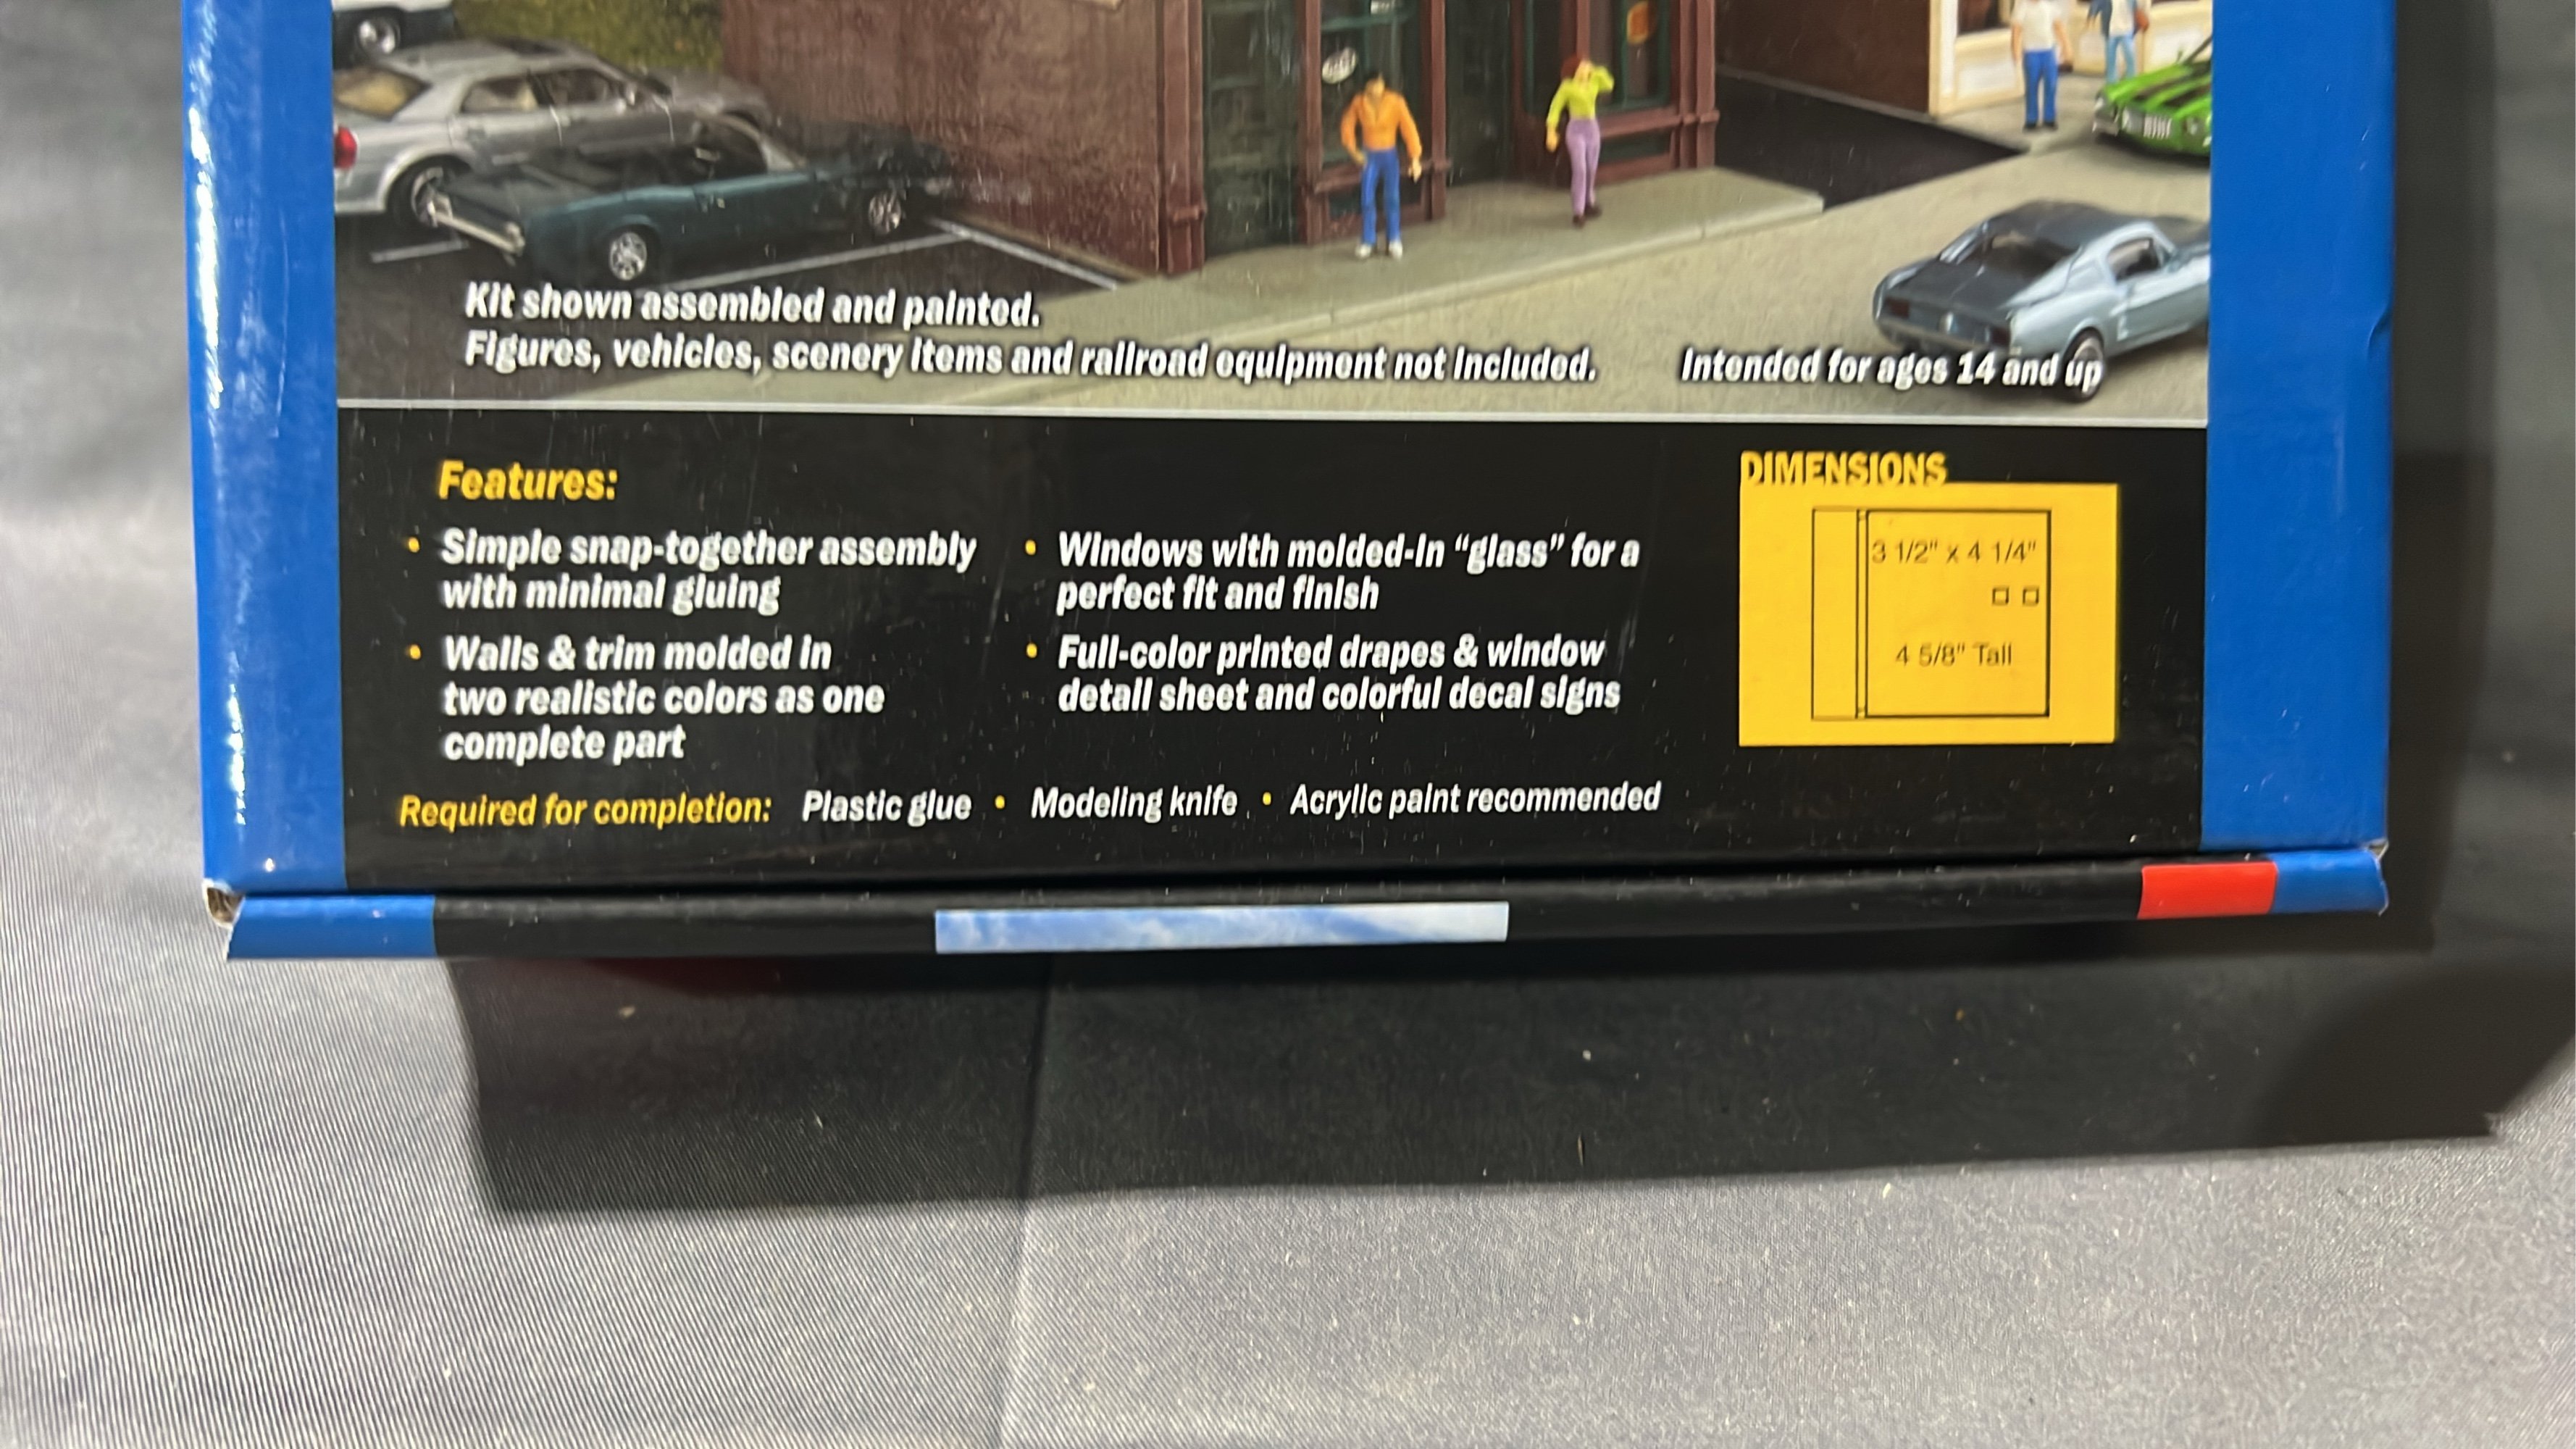 Kit shown assembled and painted.
Figures, vehicles, scenery items and railroad equipment not included.
Intended for ages 14 and up
Features:
• Simple snap-together assembly
with minimal gluing
• Walls & trim molded in
two realistic colors as one
complete part
• Windows with molded-in “glass” for a
perfect fit and finish
• Full-color printed drapes & window
detail sheet and colorful decal signs
DIMENSIONS
3 1/2" x 4 1/4"
4 5/8" Tall
Required for completion: Plastic glue • Modeling knife • Acrylic paint recommended